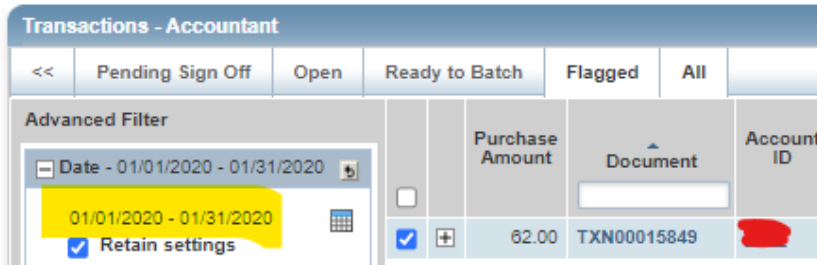 Transactions - Accountant
<< Pending Sign Off Open Ready to Batch Flagged All
Advanced Filter
Date - 01/01/2020 - 01/31/2020
01/01/2020 - 01/31/2020
Retain settings
Purchase Amount Document Account ID
62.00 TXN00015849